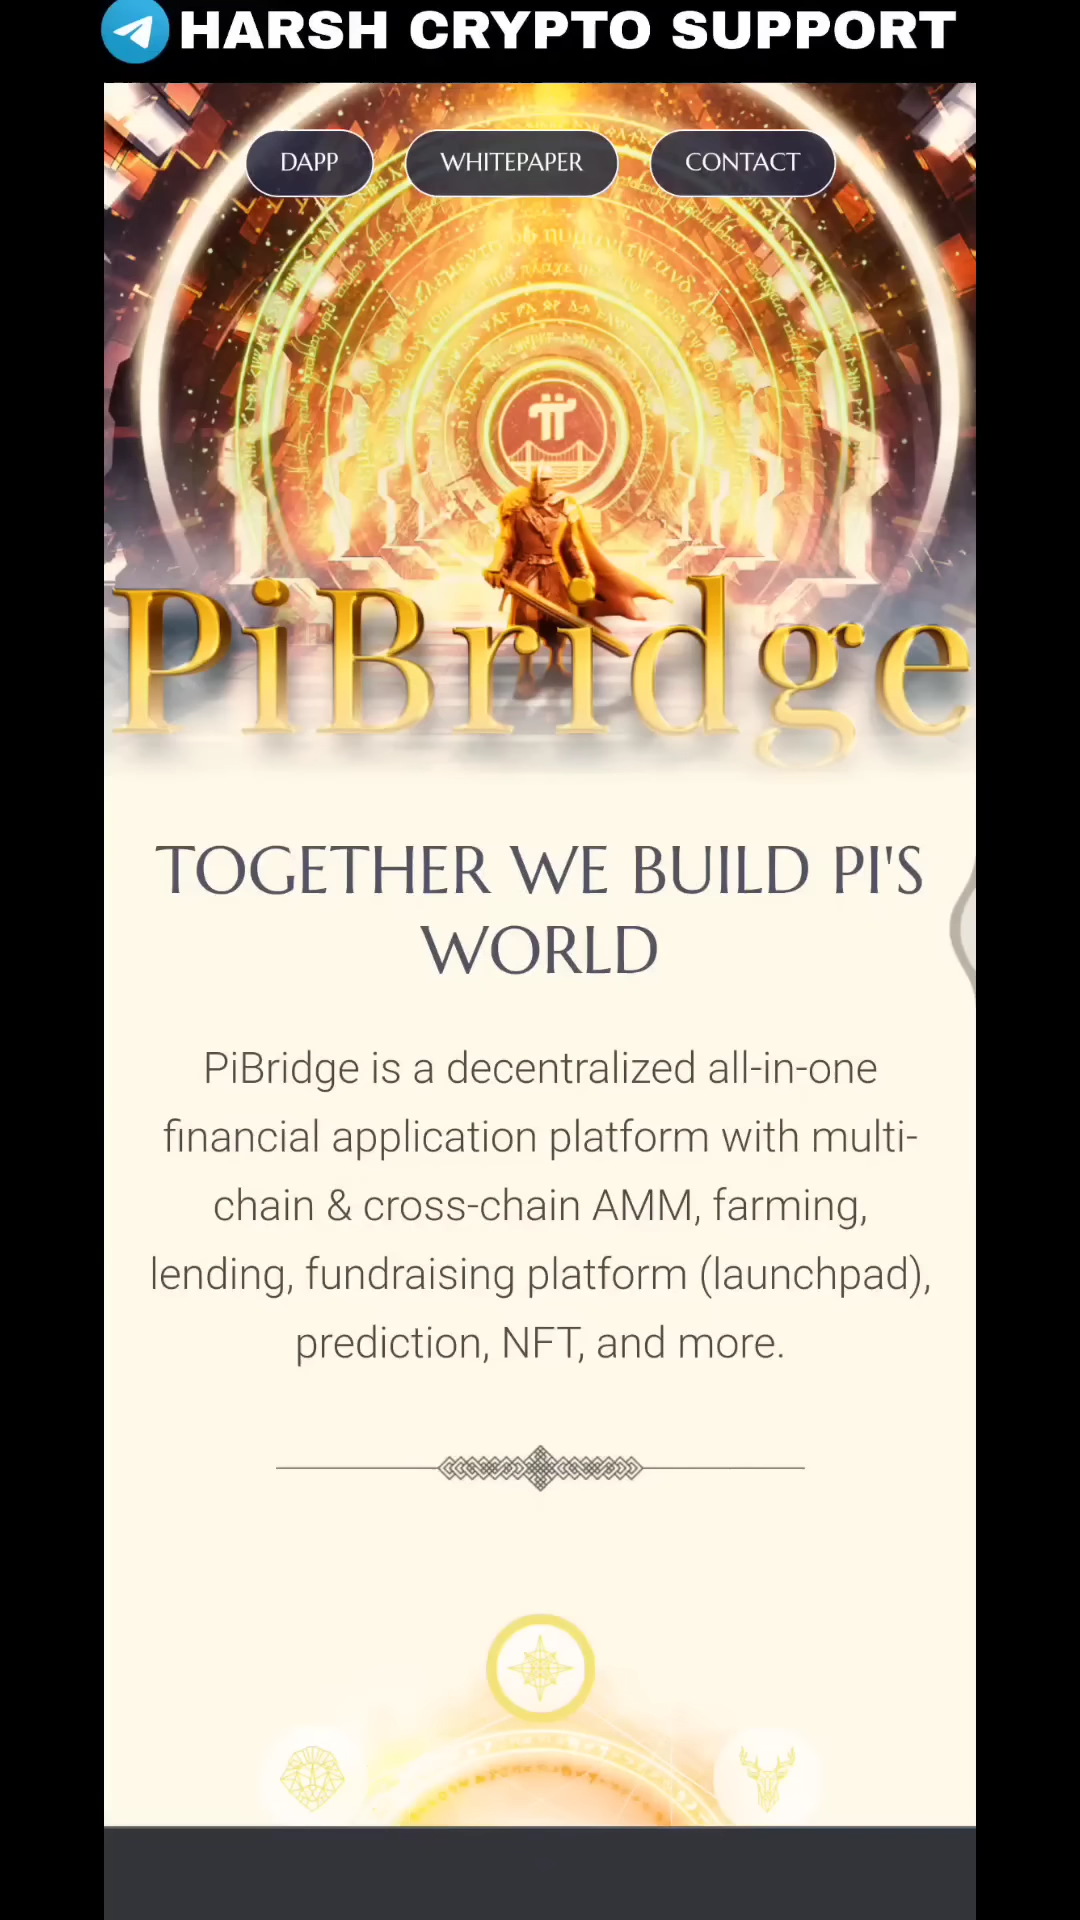 HARSH CRYPTO SUPPORT
DAPP WHITEPAPER CONTACT
PiBridge
TOGETHER WE BUILD PI'S
WORLD
PiBridge is a decentralized all-in-one
financial application platform with multi-
chain & cross-chain AMM, farming,
lending, fundraising platform (launchpad),
prediction, NFT, and more.